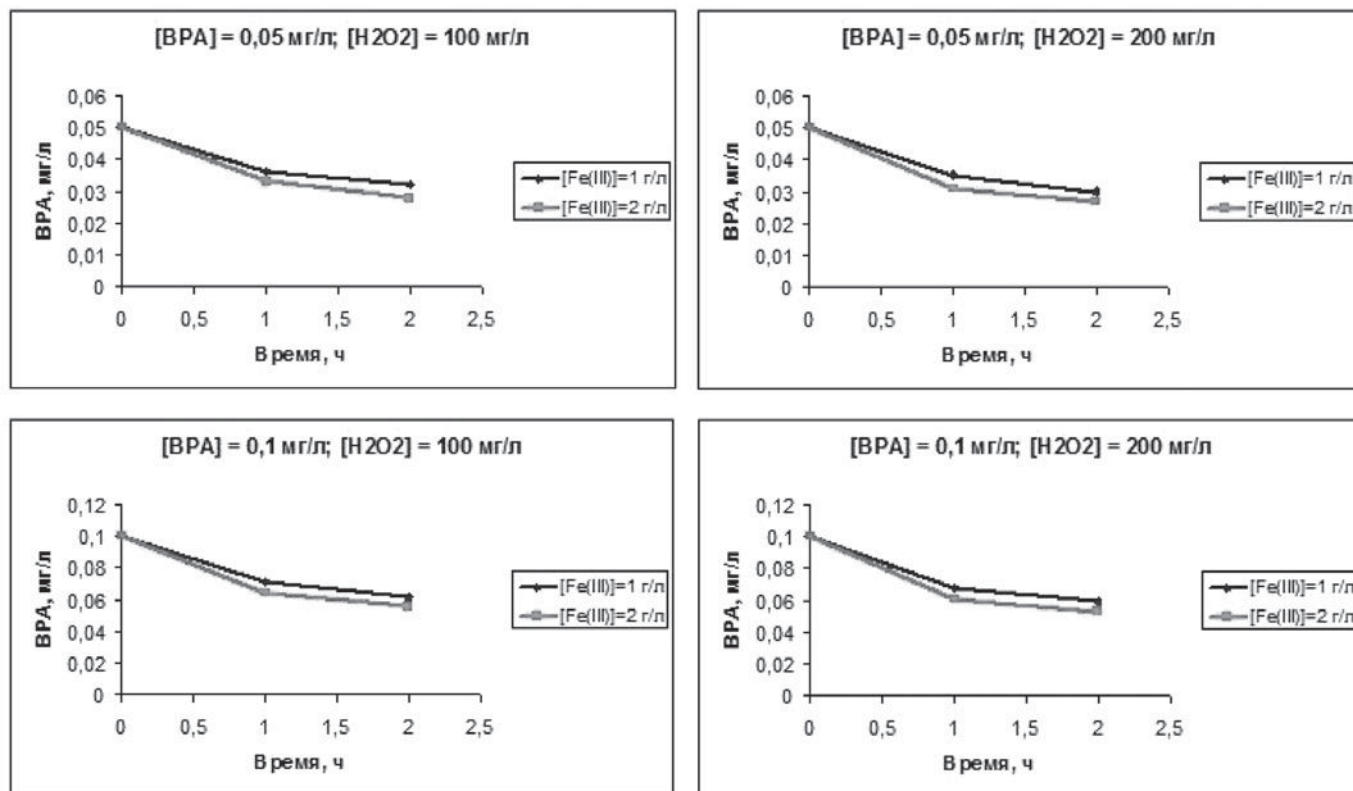 [BPA] = 0,05 мг/л; [H2O2] = 100 мг/л
0,06
0,05
0,04
0,03
0,02
0,01
0
BPA, мг/л
0 0,5 1 1,5 2 2,5
Время, ч
[Fe(III)]=1 г/л
[Fe(III)]=2 г/л
[BPA] = 0,05 мг/л; [H2O2] = 200 мг/л
0,06
0,05
0,04
0,03
0,02
0,01
0
BPA, мг/л
0 0,5 1 1,5 2 2,5
Время, ч
[Fe(III)]=1 г/л
[Fe(III)]=2 г/л
[BPA] = 0,1 мг/л; [H2O2] = 100 мг/л
0,12
0,1
0,08
0,06
0,04
0,02
0
BPA, мг/л
0 0,5 1 1,5 2 2,5
Время, ч
[Fe(III)]=1 г/л
[Fe(III)]=2 г/л
[BPA] = 0,1 мг/л; [H2O2] = 200 мг/л
0,12
0,1
0,08
0,06
0,04
0,02
0
BPA, мг/л
0 0,5 1 1,5 2 2,5
Время, ч
[Fe(III)]=1 г/л
[Fe(III)]=2 г/л